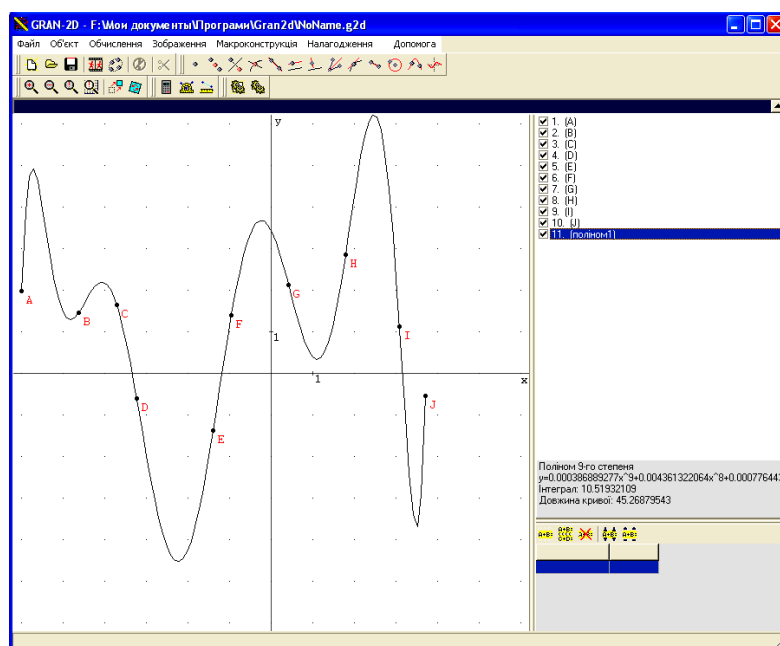 GRAN-2D - F:\Мои документы\Програми\Gran2d\NoName.g2d
Файл Об'єкт Обчислення Зображення Макроконструкція Налагодження Допомога
y
x
1
1
A
B
C
D
E
F
G
H
I
J
1. (A)
2. (B)
3. (C)
4. (D)
5. (E)
6. (F)
7. (G)
8. (H)
9. (I)
10. (J)
11. (поліном1)
Поліном 9-го степеня
y=0.000386889277x^9+0.004361322064x^8+0.000776443
Інтеграл: 10.51932109
Довжина кривої: 45.26879543